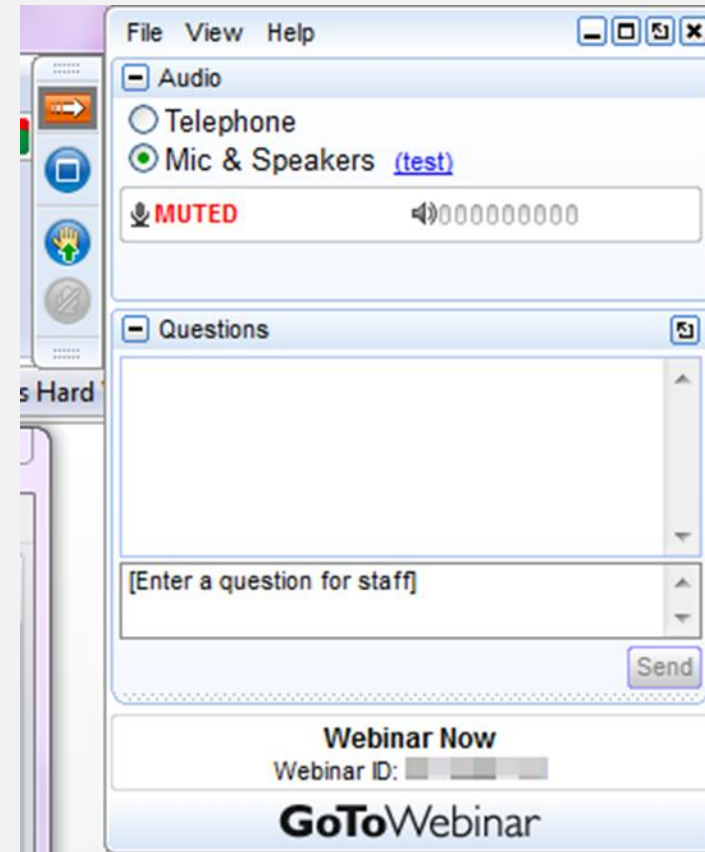 File View Help
Audio
Telephone
Mic & Speakers (test)
MUTED
Questions
s Hard
[Enter a question for staff]
Send
Webinar Now
Webinar ID:
GoToWebinar